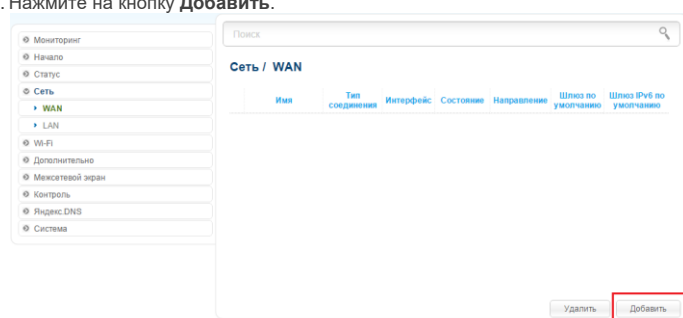 . Нажмите на кнопку Добавить.
Поиск
Мониторинг
Начало
Статус
Сеть
WAN
LAN
Wi-Fi
Дополнительно
Межсетевой экран
Контроль
Яндекс.DNS
Система
Сеть / WAN
Имя
Тип соединения
Интерфейс
Состояние
Направление
Шлюз по умолчанию
Шлюз IPv6 по умолчанию
Удалить
Добавить